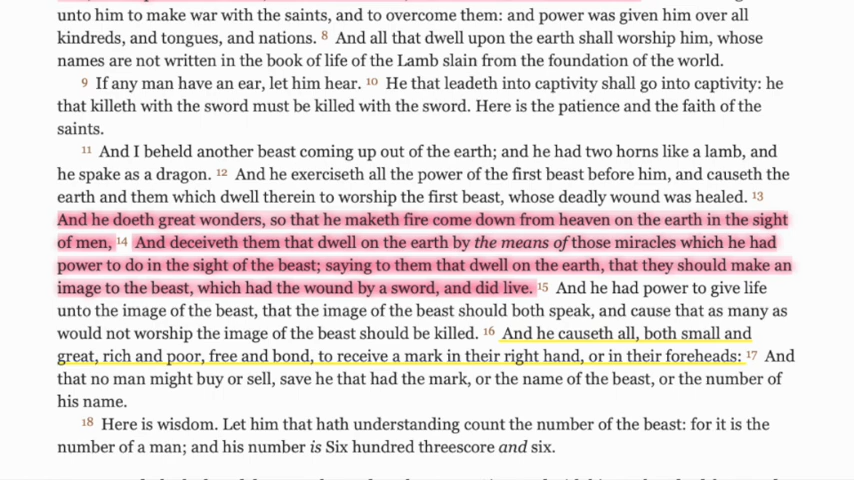 unto him to make war with the saints, and to overcome them: and power was given him over all
kindreds, and tongues, and nations. 8 And all that dwell upon the earth shall worship him, whose
names are not written in the book of life of the Lamb slain from the foundation of the world.
9 If any man have an ear, let him hear. 10 He that leadeth into captivity shall go into captivity: he
that killeth with the sword must be killed with the sword. Here is the patience and the faith of the
saints.
11 And I beheld another beast coming up out of the earth; and he had two horns like a lamb, and
he spake as a dragon. 12 And he exerciseth all the power of the first beast before him, and causeth the
earth and them which dwell therein to worship the first beast, whose deadly wound was healed. 13
And he doeth great wonders, so that he maketh fire come down from heaven on the earth in the sight
of men, 14 And deceiveth them that dwell on the earth by the means of those miracles which he had
power to do in the sight of the beast; saying to them that dwell on the earth, that they should make an
image to the beast, which had the wound by a sword, and did live. 15 And he had power to give life
unto the image of the beast, that the image of the beast should both speak, and cause that as many as
would not worship the image of the beast should be killed. 16 And he causeth all, both small and
great, rich and poor, free and bond, to receive a mark in their right hand, or in their foreheads: 17 And
that no man might buy or sell, save he that had the mark, or the name of the beast, or the number of
his name.
18 Here is wisdom. Let him that hath understanding count the number of the beast: for it is the
number of a man; and his number is Six hundred threescore and six.